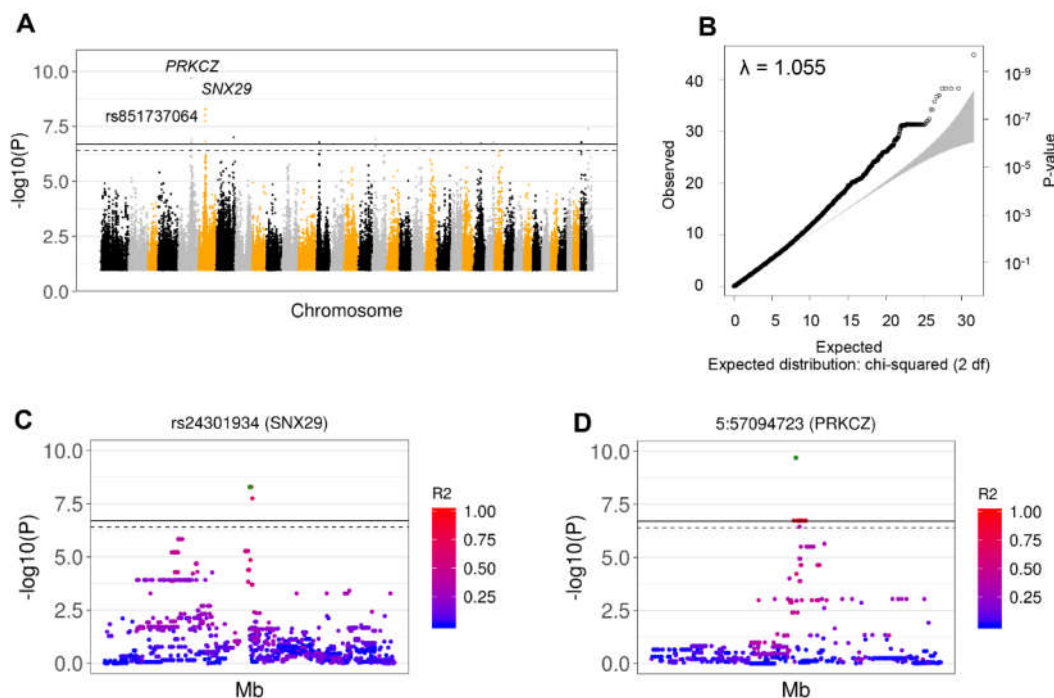 A
10.0
7.5
5.0
2.5
0.0
-log10(P)
PRKCZ
SNX29
rs851737064
Chromosome
B
λ = 1.055
40
30
20
10
0
Observed
10-9
10-7
10-5
10-3
10-1
P-value
0 5 10 15 20 25 30
Expected
Expected distribution: chi-squared (2 df)
C
rs24301934 (SNX29)
10.0
7.5
5.0
2.5
0.0
-log10(P)
Mb
R2
1.00
0.75
0.50
0.25
D
5:57094723 (PRKCZ)
10.0
7.5
5.0
2.5
0.0
-log10(P)
Mb
R2
1.00
0.75
0.50
0.25